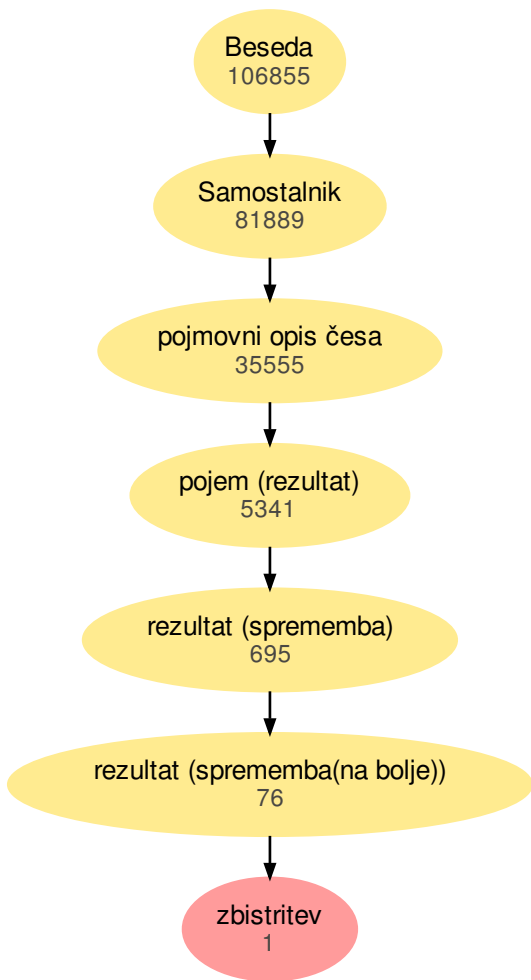 Beseda
106855
Samostalnik
81889
pojmovni opis česa
35555
pojem (rezultat)
5341
rezultat (sprememba)
695
rezultat (sprememba(na bolje))
76
zbistritev
1